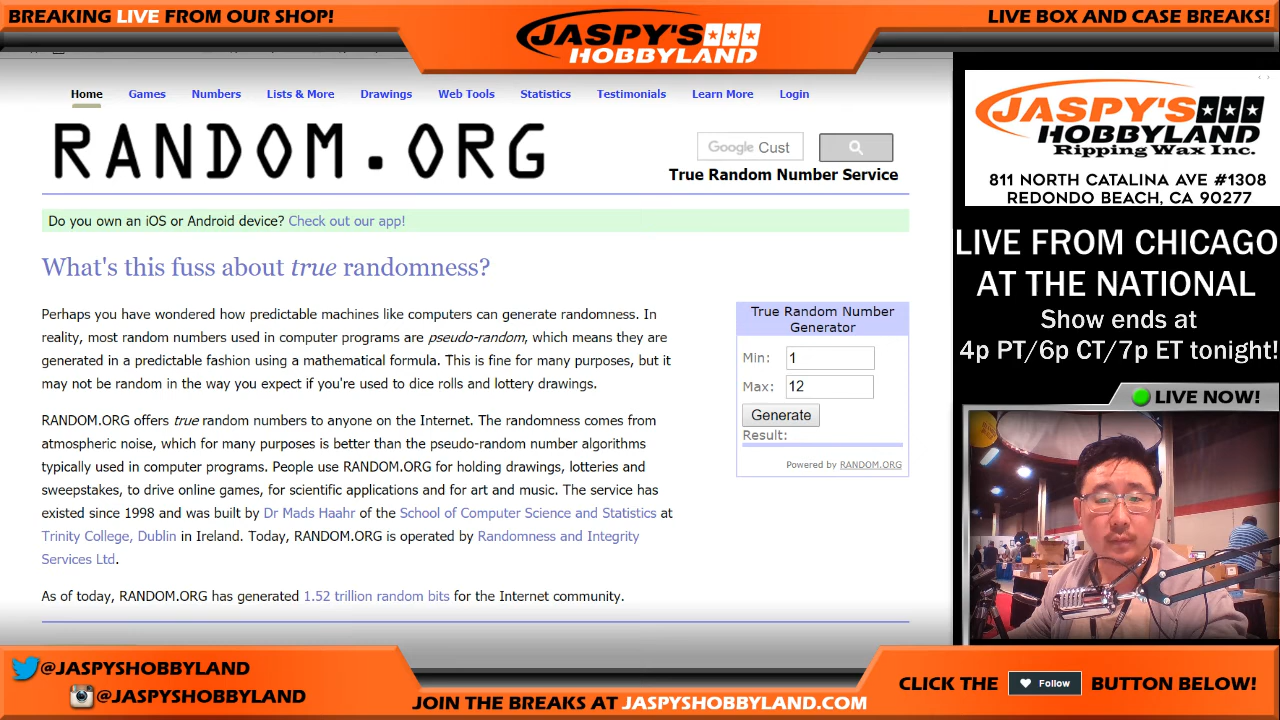 BREAKING LIVE FROM OUR SHOP!
JASPY'S
HOBBYLAND
LIVE BOX AND CASE BREAKS!
Home Games Numbers Lists & More Drawings Web Tools Statistics Testimonials Learn More Login
RANDOM.ORG
Google Cust
True Random Number Service
Do you own an iOS or Android device? Check out our app!
What's this fuss about true randomness?
Perhaps you have wondered how predictable machines like computers can generate randomness. In
reality, most random numbers used in computer programs are pseudo-random, which means they are
generated in a predictable fashion using a mathematical formula. This is fine for many purposes, but it
may not be random in the way you expect if you're used to dice rolls and lottery drawings.
RANDOM.ORG offers true random numbers to anyone on the Internet. The randomness comes from
atmospheric noise, which for many purposes is better than the pseudo-random number algorithms
typically used in computer programs. People use RANDOM.ORG for holding drawings, lotteries and
sweepstakes, to drive online games, for scientific applications and for art and music. The service has
existed since 1998 and was built by Dr Mads Haahr of the School of Computer Science and Statistics at
Trinity College, Dublin in Ireland. Today, RANDOM.ORG is operated by Randomness and Integrity
Services Ltd.
As of today, RANDOM.ORG has generated 1.52 trillion random bits for the Internet community.
True Random Number
Generator
Min: 1
Max: 12
Generate
Result:
Powered by RANDOM.ORG
JASPY'S
HOBBYLAND
Ripping Wax Inc.
811 NORTH CATALINA AVE #1308
REDONDO BEACH, CA 90277
LIVE FROM CHICAGO
AT THE NATIONAL
Show ends at
4p PT/6p CT/7p ET tonight!
LIVE NOW!
@JASPYSHOBBYLAND
@JASPYSHOBBYLAND
JOIN THE BREAKS AT JASPYSHOBBYLAND.COM
CLICK THE Follow BUTTON BELOW!